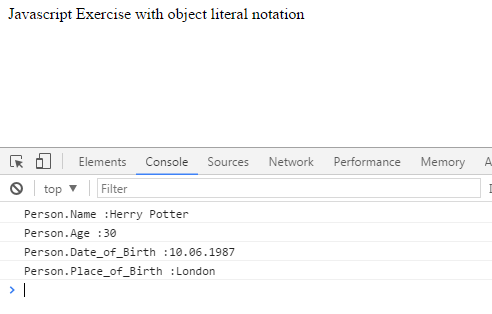 Javascript Exercise with object literal notation
Elements Console Sources Network Performance Memory A
top ▼ Filter
Person.Name :Herry Potter
Person.Age :30
Person.Date_of_Birth :10.06.1987
Person.Place_of_Birth :London
>